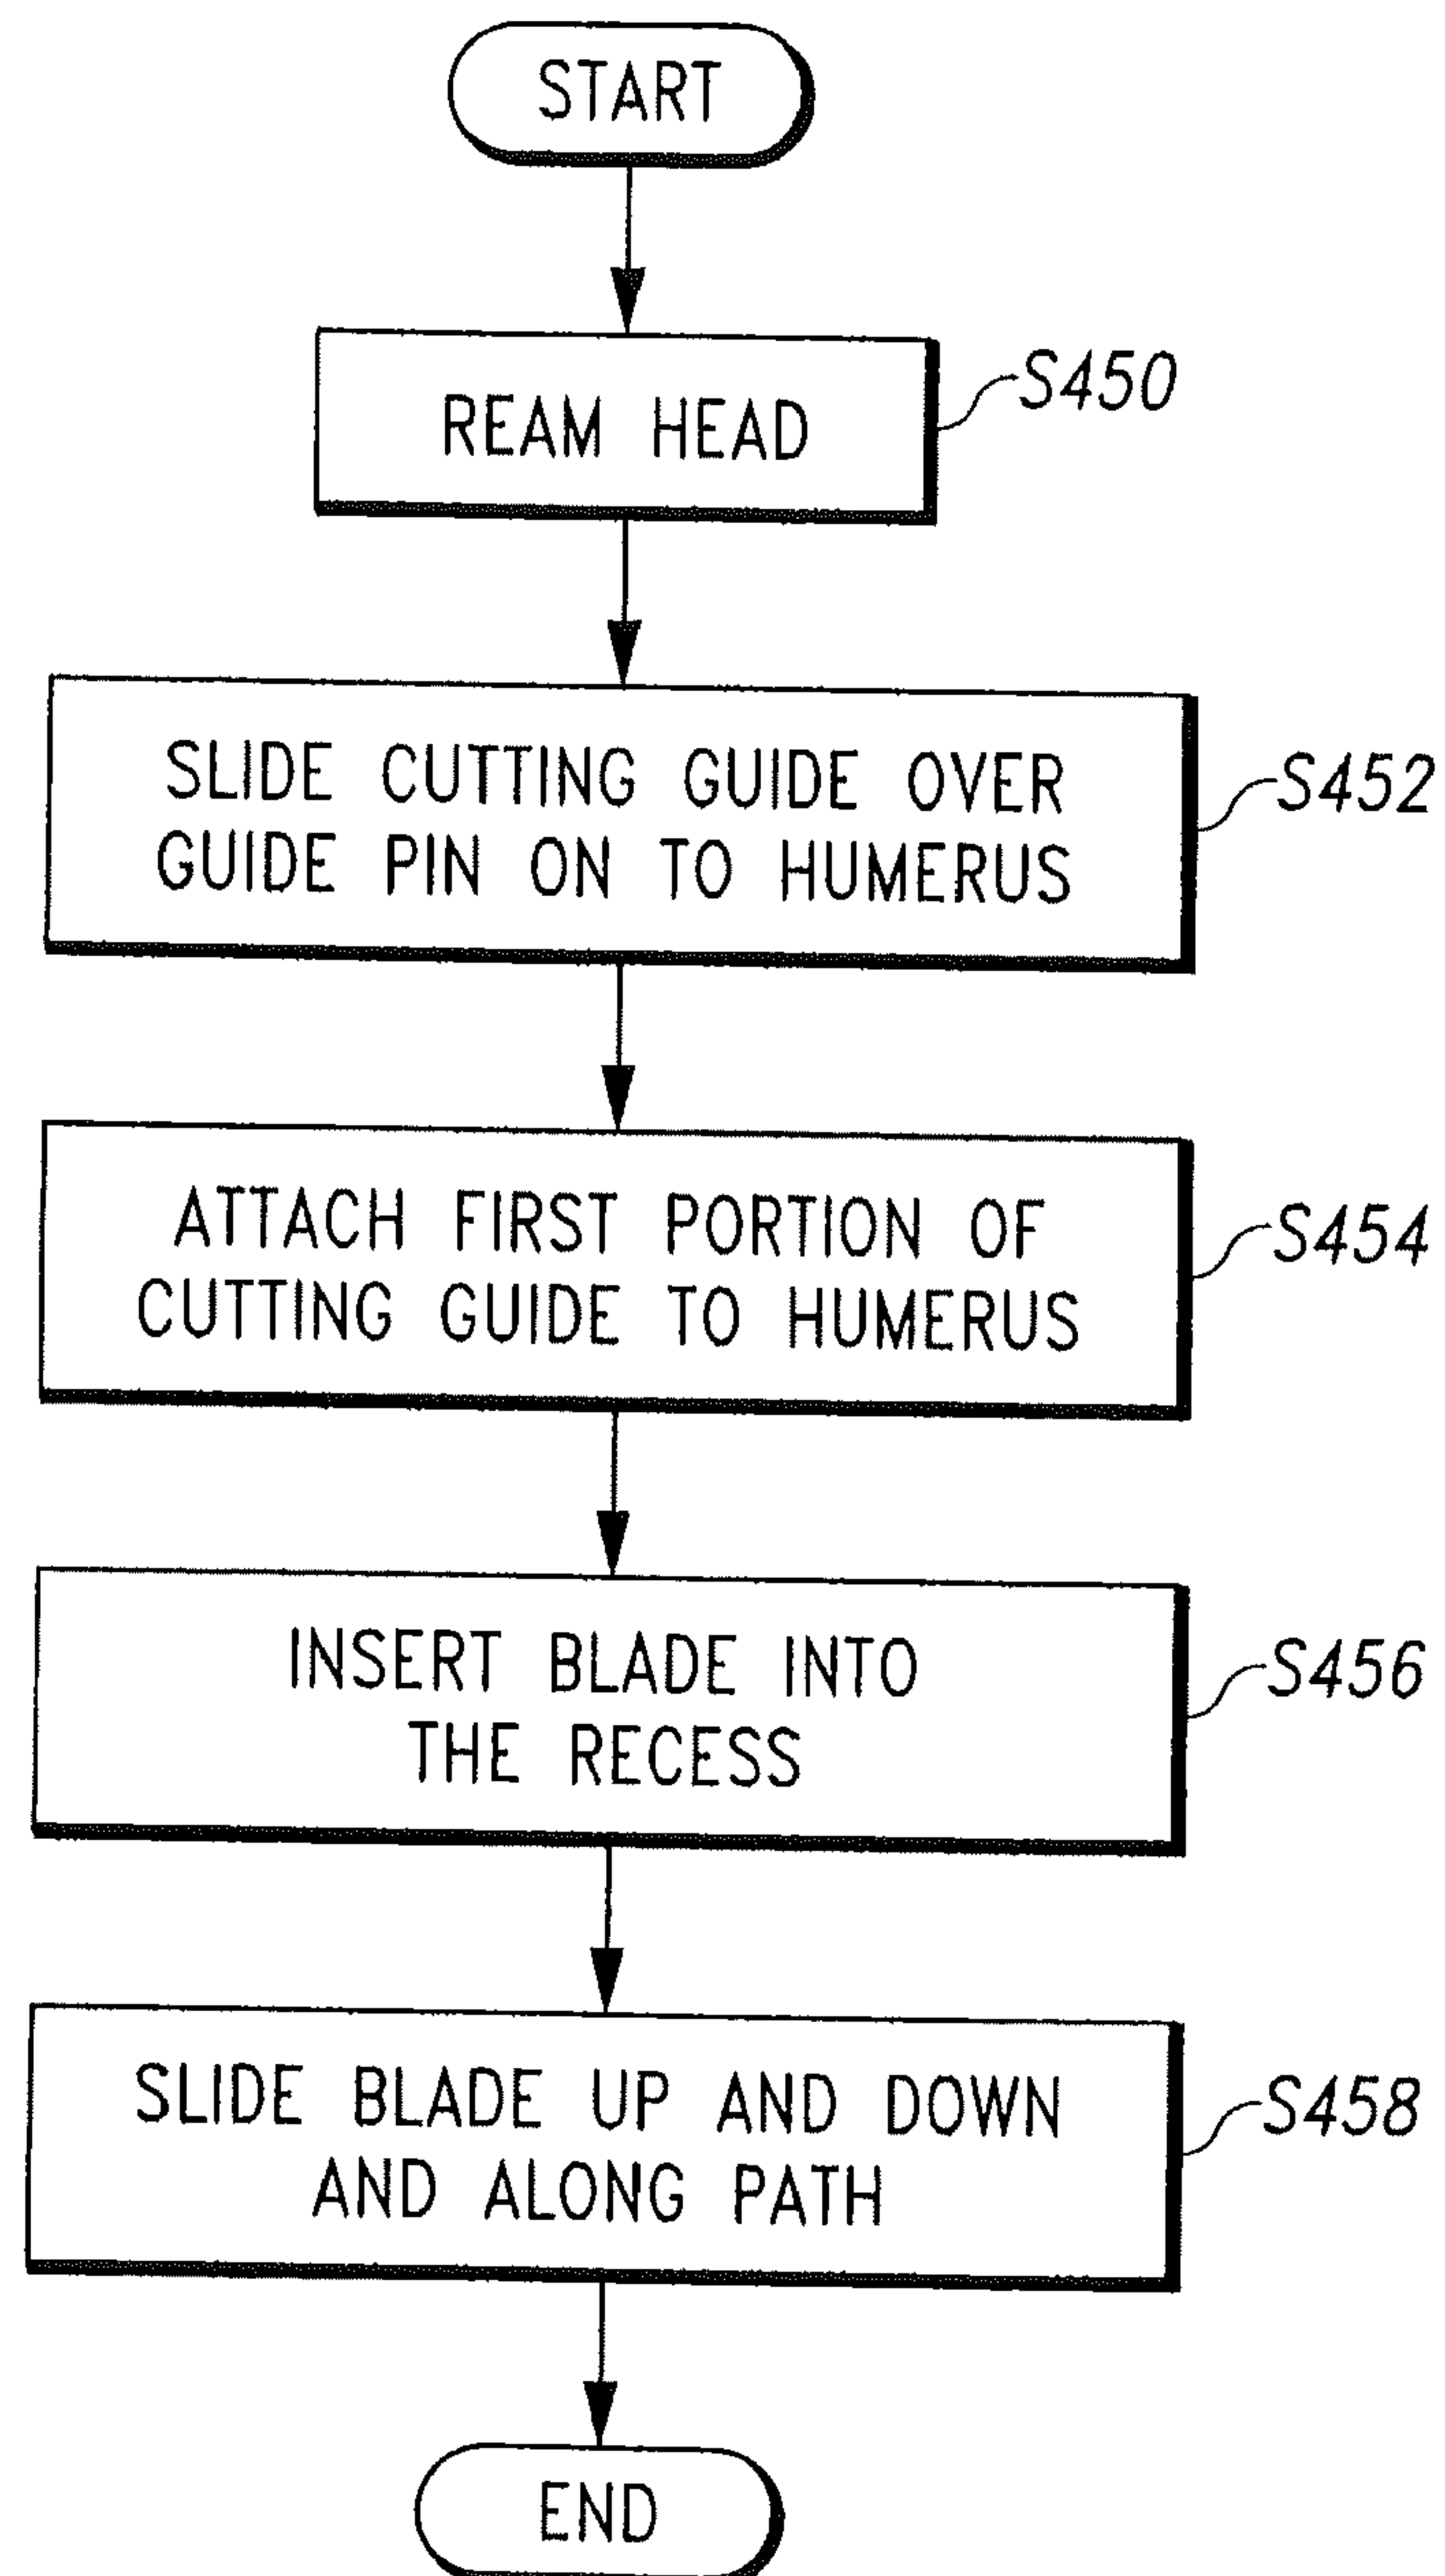 START
REAM HEAD
S450
SLIDE CUTTING GUIDE OVER
GUIDE PIN ON TO HUMERUS
S452
ATTACH FIRST PORTION OF
CUTTING GUIDE TO HUMERUS
S454
INSERT BLADE INTO
THE RECESS
S456
SLIDE BLADE UP AND DOWN
AND ALONG PATH
S458
END